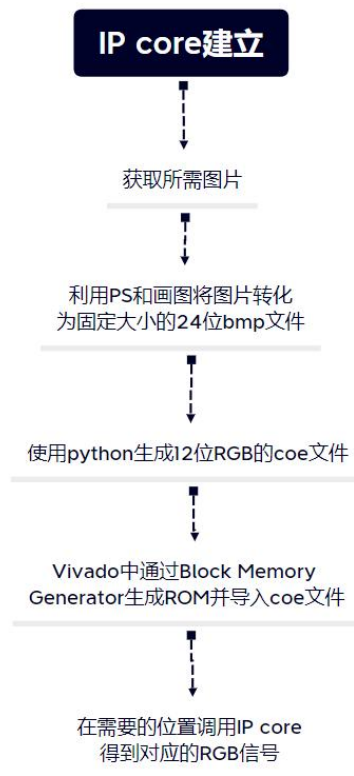 IP core建立
获取所需图片
利用PS和画图将图片转化
为固定大小的24位bmp文件
使用python生成12位RGB的coe文件
Vivado中通过Block Memory
Generator生成ROM并导入coe文件
在需要的位置调用IP core
得到对应的RGB信号